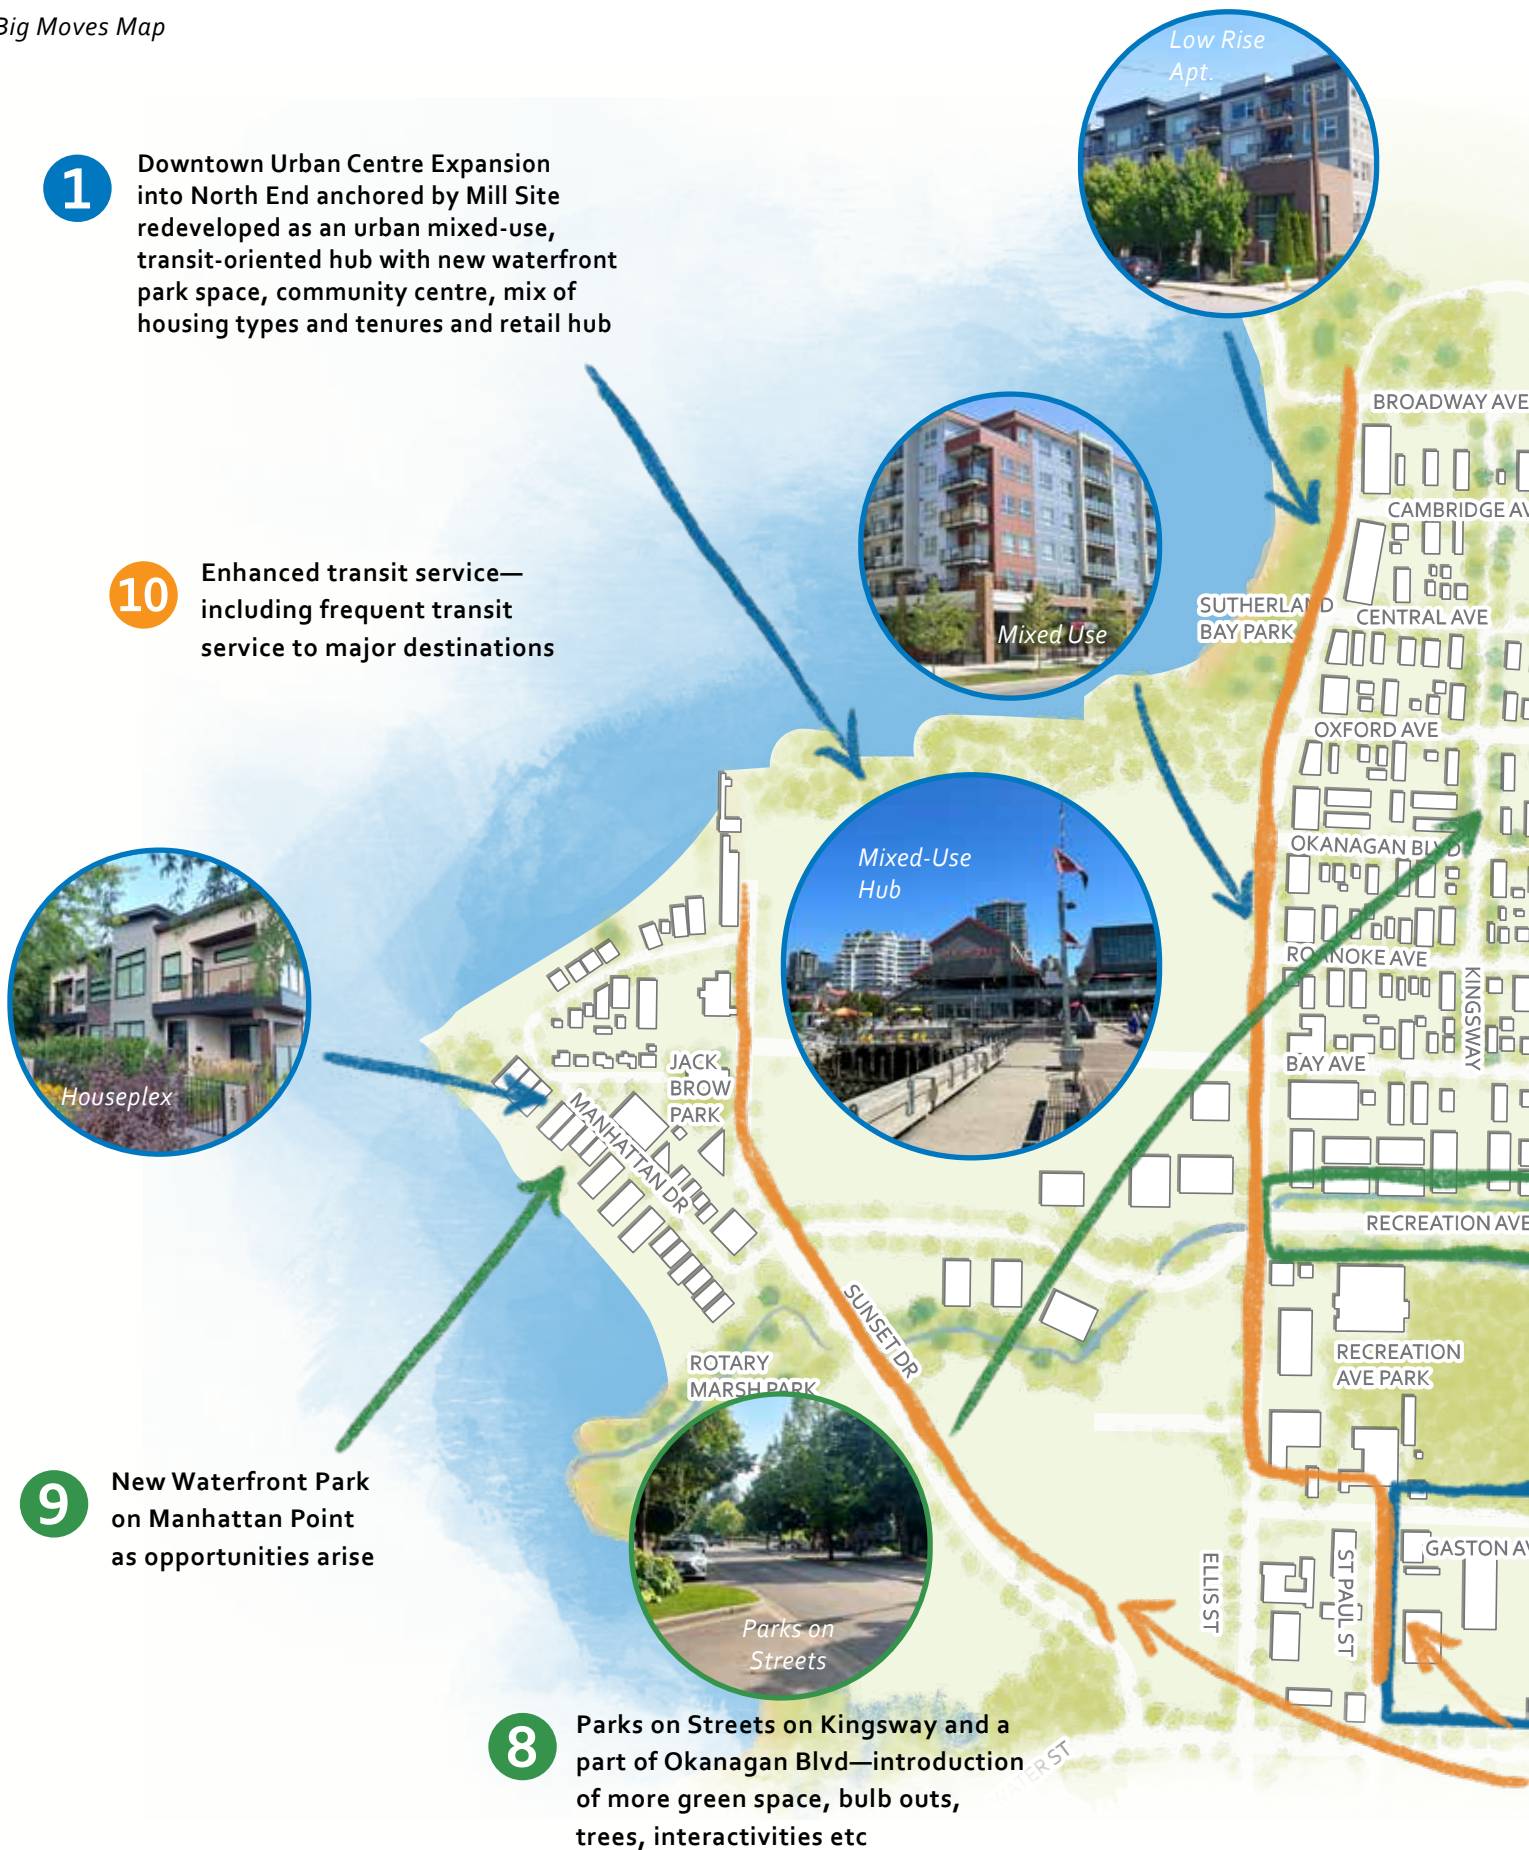 Big Moves Map
Low Rise
Apt.
1
Downtown Urban Centre Expansion
into North End anchored by Mill Site
redeveloped as an urban mixed-use,
transit-oriented hub with new waterfront
park space, community centre, mix of
housing types and tenures and retail hub
BROADWAY AVE
CAMBRIDGE AV
10
Enhanced transit service—
including frequent transit
service to major destinations
Mixed Use
SUTHERLAND
BAY PARK
CENTRAL AVE
OXFORD AVE
OKANAGAN BLVD
Mixed-Use
Hub
ROANOKE AVE
KINGSWAY
BAY AVE
Houseplex
JACK
BROW
PARK
MANHATTAN DR
RECREATION AVE
SUNSET DR
RECREATION
AVE PARK
ROTARY
MARSH PARK
9
New Waterfront Park
on Manhattan Point
as opportunities arise
Parks on
Streets
ELLIS ST
ST PAUL ST
GASTON AV
8
Parks on Streets on Kingsway and a
part of Okanagan Blvd—introduction
of more green space, bulb outs,
trees, interactivities etc
WATER ST